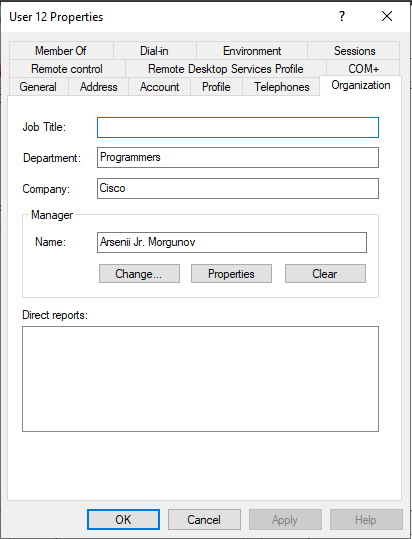 User 12 Properties
?
Member Of Dial-in Environment Sessions
Remote control Remote Desktop Services Profile COM+
General Address Account Profile Telephones Organization
Job Title:
Department: Programmers
Company: Cisco
Manager
Name: Arsenii Jr. Morgunov
Change... Properties Clear
Direct reports:
OK Cancel Apply Help